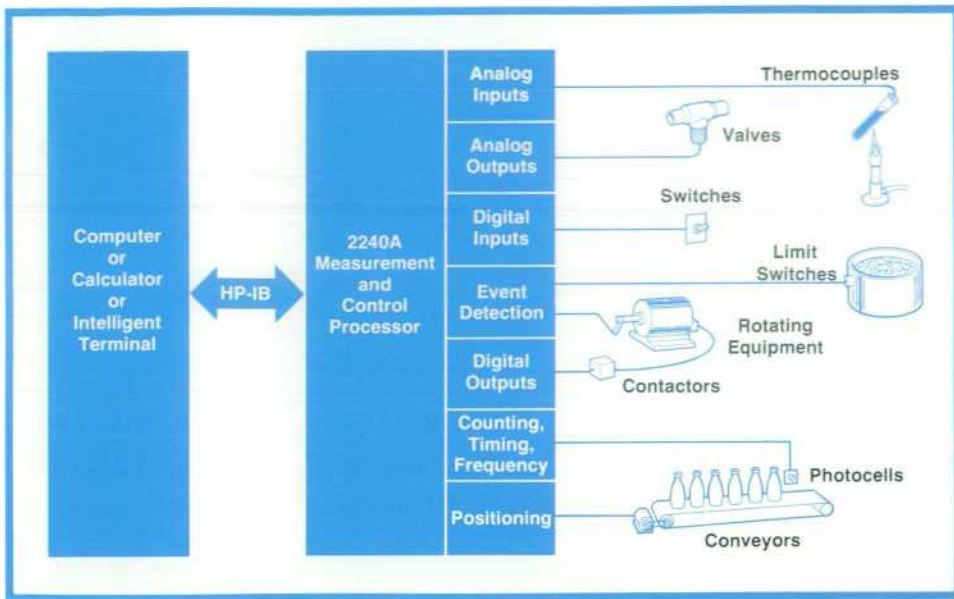 Computer
or
Calculator
or
Intelligent
Terminal
HP-IB
2240A
Measurement
and
Control
Processor
Analog
Inputs
Analog
Outputs
Digital
Inputs
Event
Detection
Digital
Outputs
Counting,
Timing,
Frequency
Positioning
Thermocouples
Valves
Switches
Limit
Switches
Rotating
Equipment
Contactors
Photocells
Conveyors